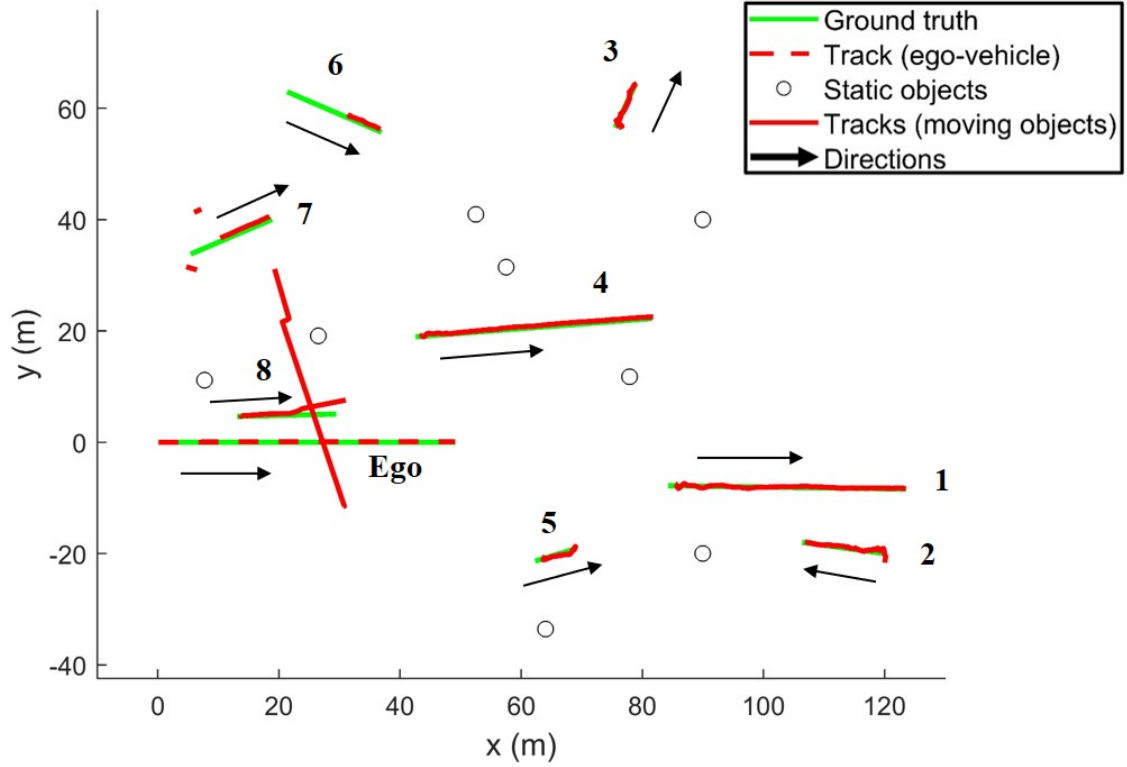 Ground truth
Track (ego-vehicle)
Static objects
Tracks (moving objects)
Directions
6
3
60
7
40
4
y (m)
20
8
0
Ego
1
5
-20
2
-40
0 20 40 60 80 100 120
x (m)